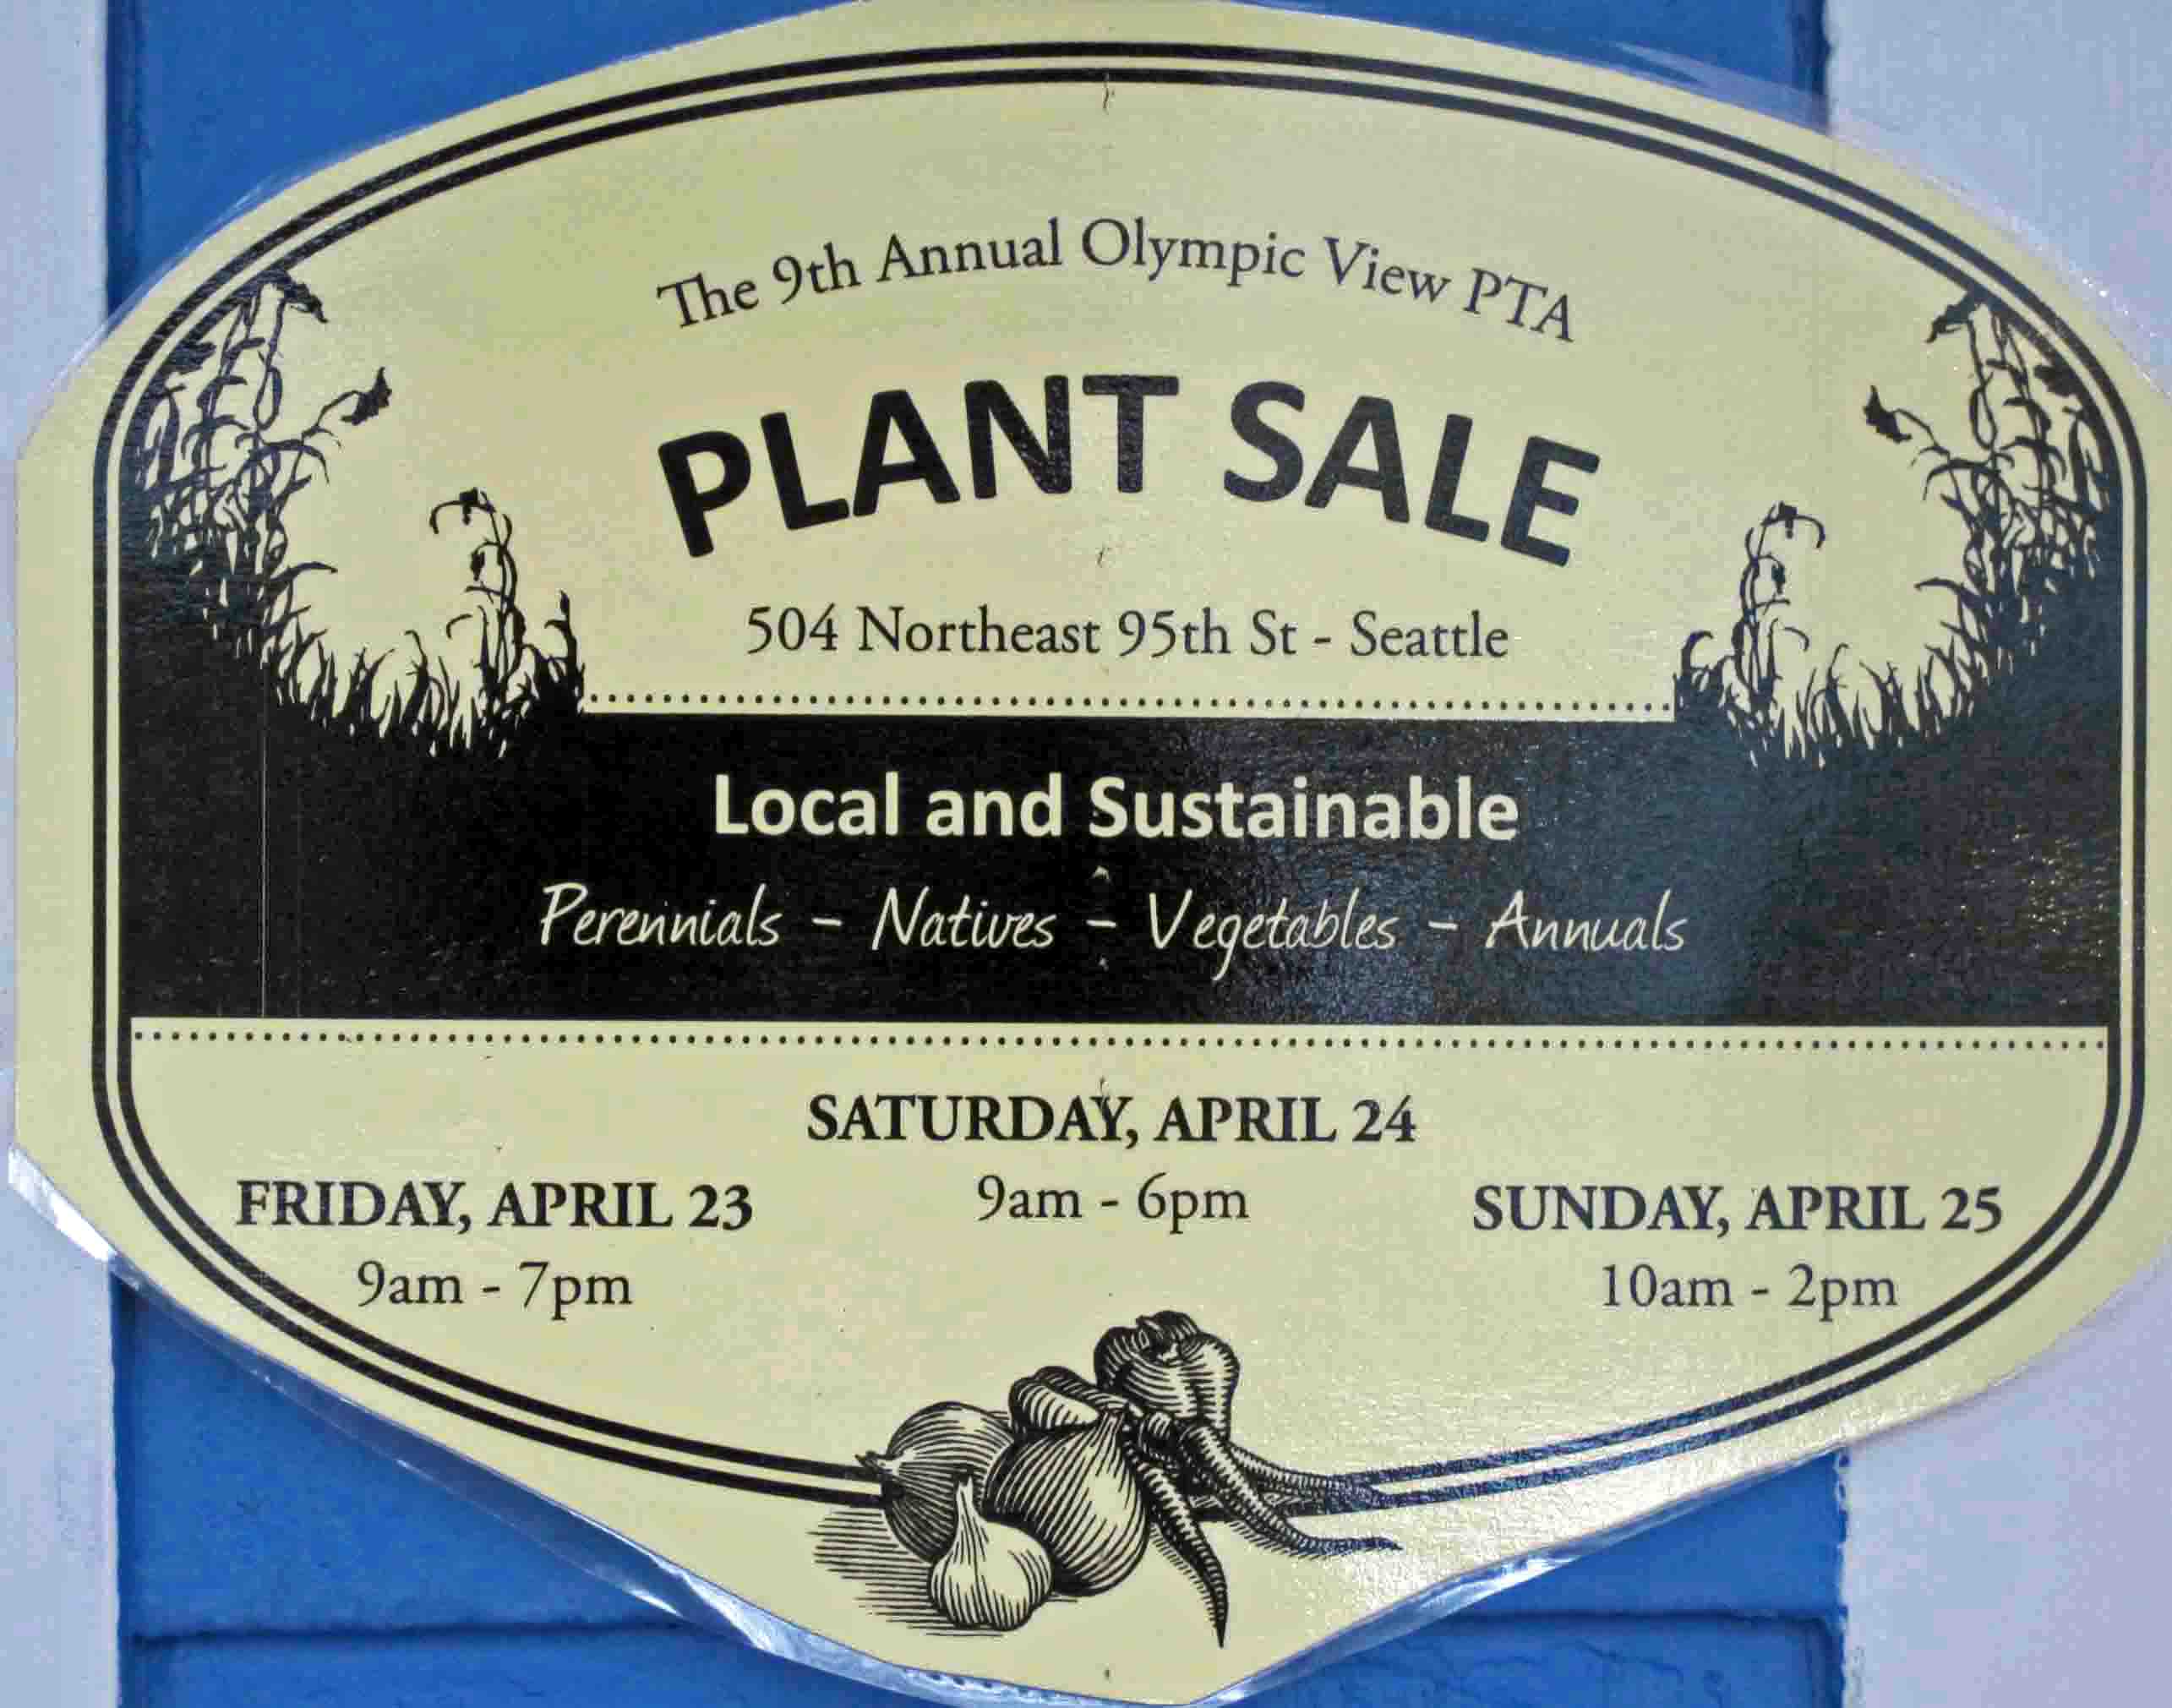 The 9th Annual Olympic View PTA
PLANT SALE
504 Northeast 95th St - Seattle
Local and Sustainable
Perennials - Natives - Vegetables - Annuals
FRIDAY, APRIL 23
9am - 7pm
SATURDAY, APRIL 24
9am - 6pm
SUNDAY, APRIL 25
10am - 2pm